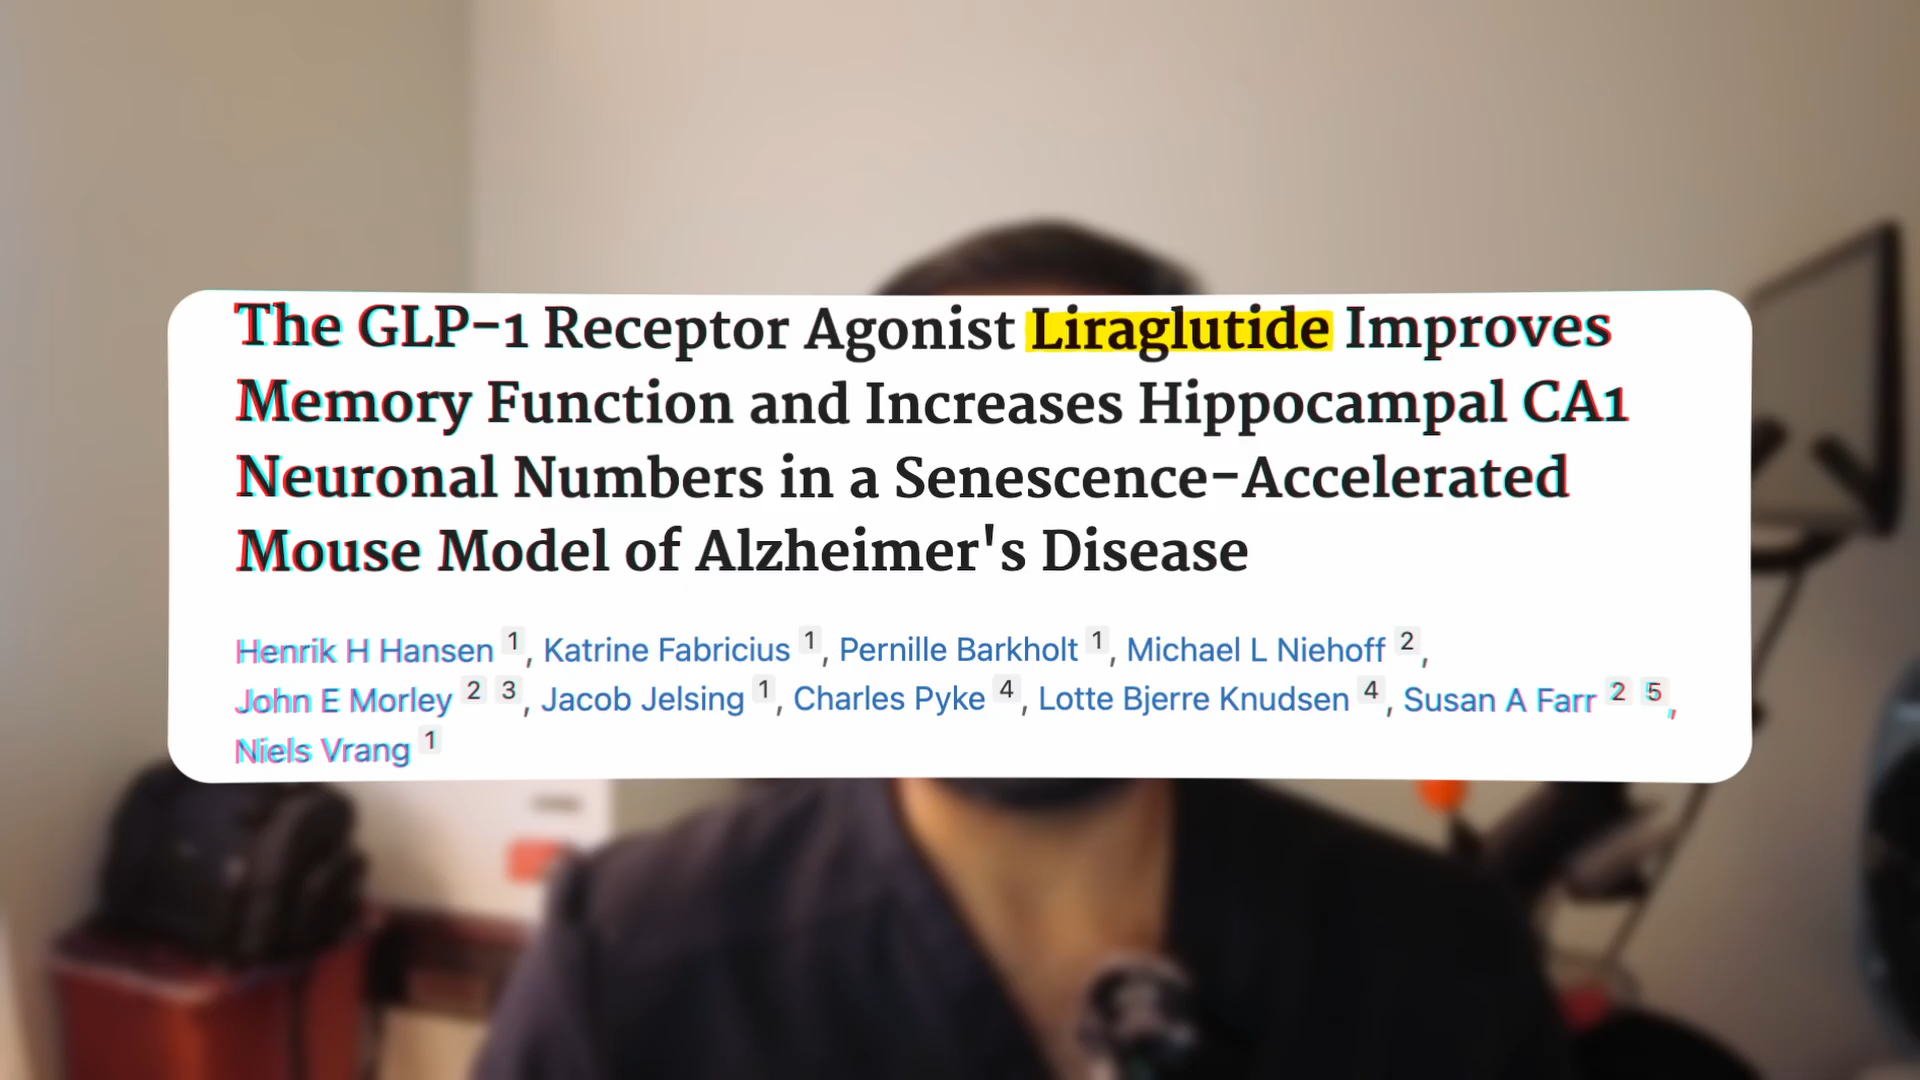 The GLP-1 Receptor Agonist Liraglutide Improves
Memory Function and Increases Hippocampal CA1
Neuronal Numbers in a Senescence-Accelerated
Mouse Model of Alzheimer's Disease
Henrik H Hansen 1, Katrine Fabricius 1, Pernille Barkholt 1, Michael L Niehoff 2,
John E Morley 2 3, Jacob Jelsing 1, Charles Pyke 4, Lotte Bjerre Knudsen 4, Susan A Farr 2 5,
Niels Vrang 1